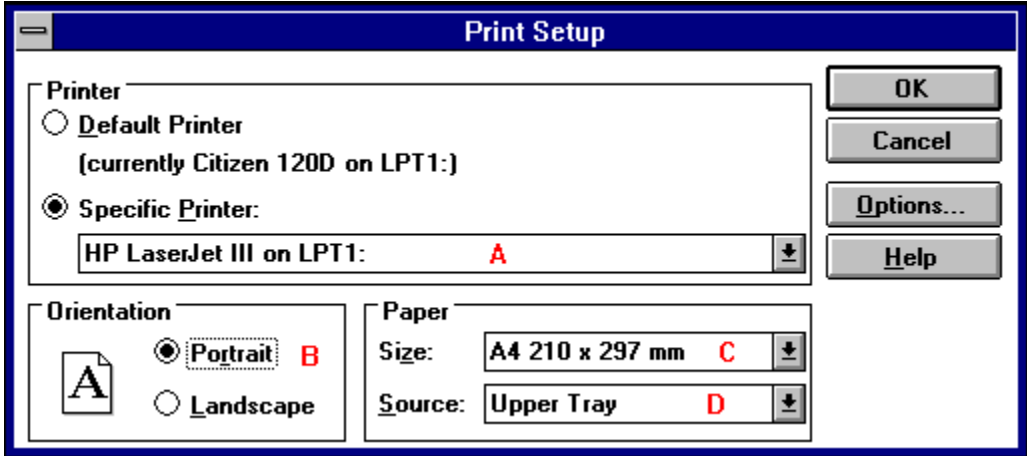 Print Setup
Printer
Default Printer
(currently Citizen 120D on LPT1:)
Specific Printer:
HP LaserJet III on LPT1: A
OK
Cancel
Options...
Help
Orientation
A
Portrait B
Landscape
Paper
Size: A4 210 x 297 mm C
Source: Upper Tray D